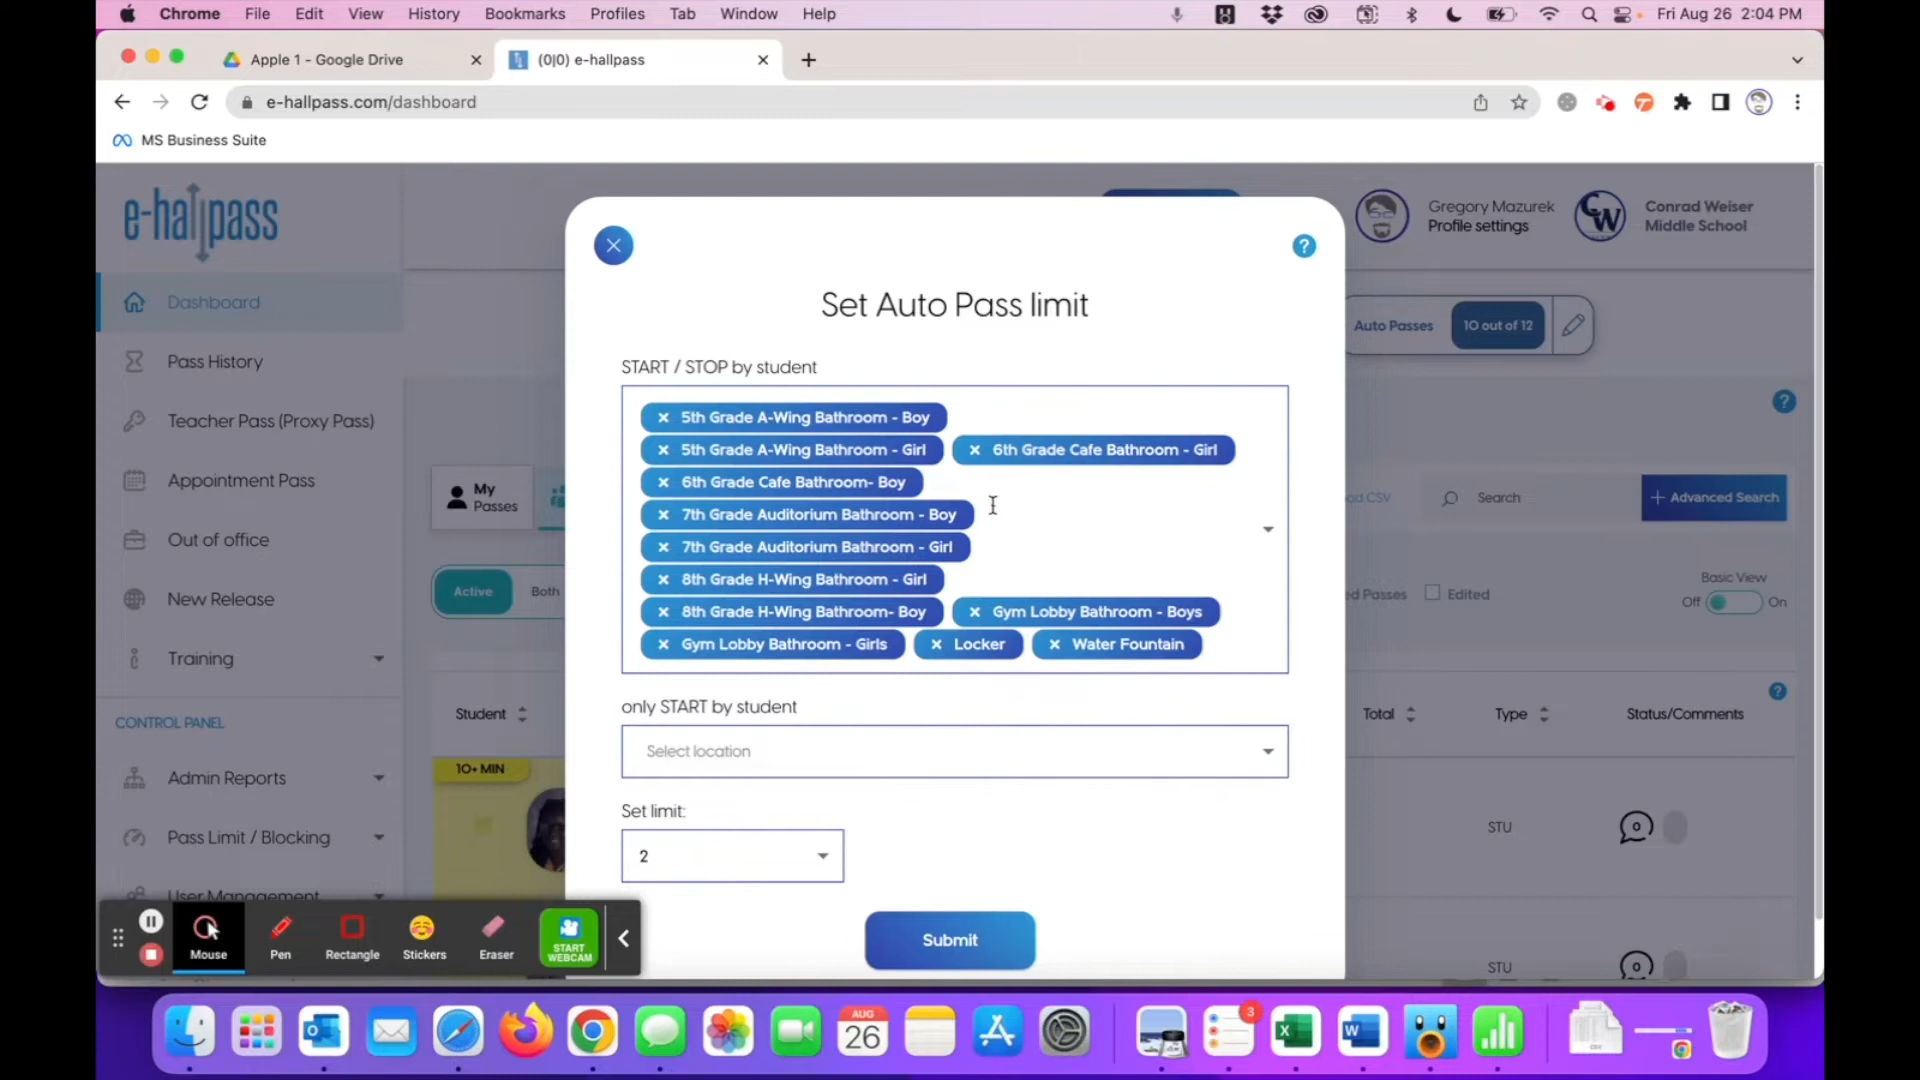 Chrome File Edit View History Bookmarks Profiles Tab Window Help Fri Aug 26 2:04 PM
Apple 1 - Google Drive (0|0) e-hallpass
e-hallpass.com/dashboard
MS Business Suite
e-hallpass
Gregory Mazurek
Profile settings
Conrad Weiser
Middle School
Dashboard
Pass History
Teacher Pass (Proxy Pass)
Appointment Pass
Out of office
New Release
Training
CONTROL PANEL
Admin Reports
Pass Limit / Blocking
User Management
Auto Passes 10 out of 12
My
Passes
CSV
Search
+ Advanced Search
Active Both
Passes Edited
Basic View
Off On
Student Total Type Status/Comments
10+ MIN
STU 0
STU 0
?
Set Auto Pass limit
START / STOP by student
× 5th Grade A-Wing Bathroom - Boy
× 5th Grade A-Wing Bathroom - Girl × 6th Grade Cafe Bathroom - Girl
× 6th Grade Cafe Bathroom- Boy
× 7th Grade Auditorium Bathroom - Boy
× 7th Grade Auditorium Bathroom - Girl
× 8th Grade H-Wing Bathroom - Girl
× 8th Grade H-Wing Bathroom- Boy × Gym Lobby Bathroom - Boys
× Gym Lobby Bathroom - Girls × Locker × Water Fountain
only START by student
Select location
Set limit:
2
Submit
Mouse Pen Rectangle Stickers Eraser START
WEBCAM
AUG
26
3